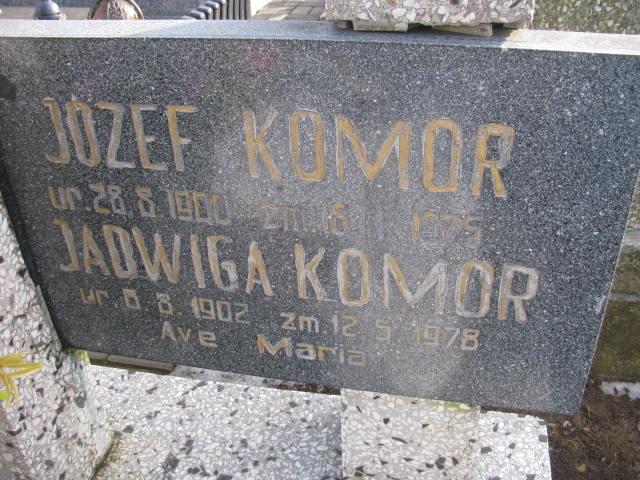 JOZEF KOMOR
ur. 28.8 1900 zm. 1975
JADWIGA KOMOR
ur. 6.8.1902 zm. 12.5.1978
Ave Maria